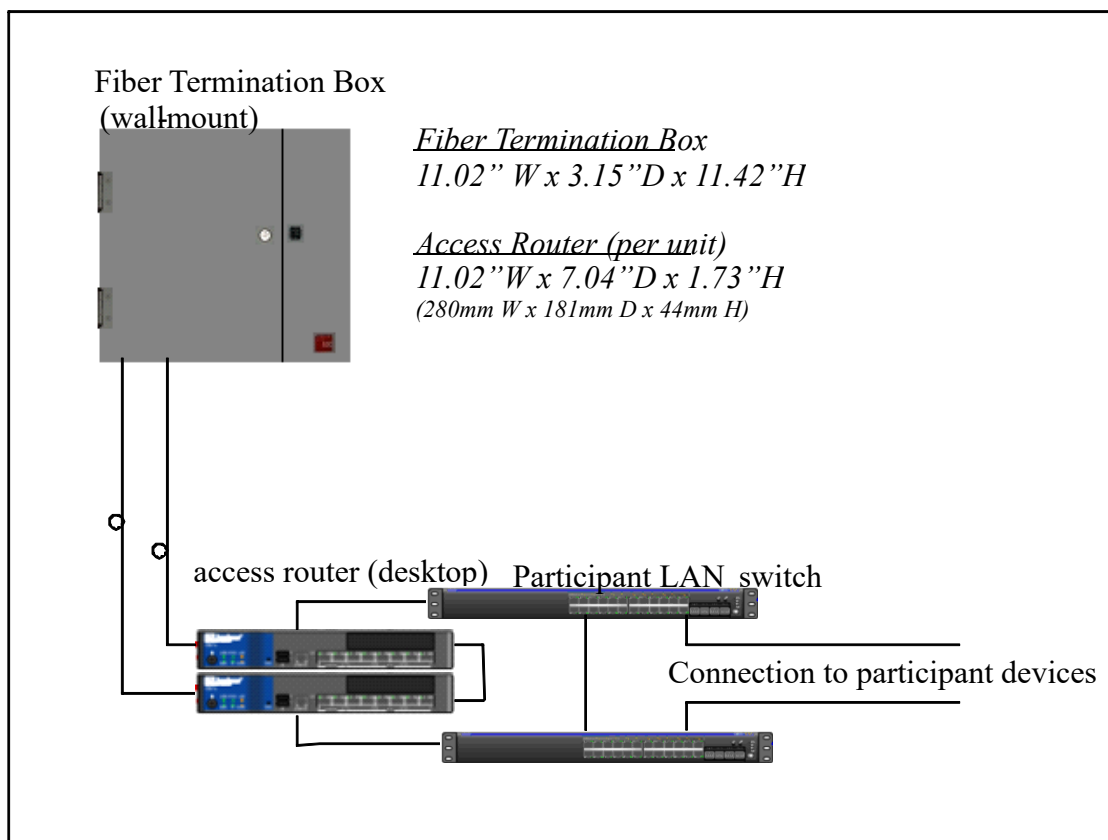 Fiber Termination Box
(wall-mount)
Fiber Termination Box
11.02” W x 3.15”D x 11.42”H
Access Router (per unit)
11.02”W x 7.04”D x 1.73”H
(280mm W x 181mm D x 44mm H)
access router (desktop)
Participant LAN switch
Connection to participant devices